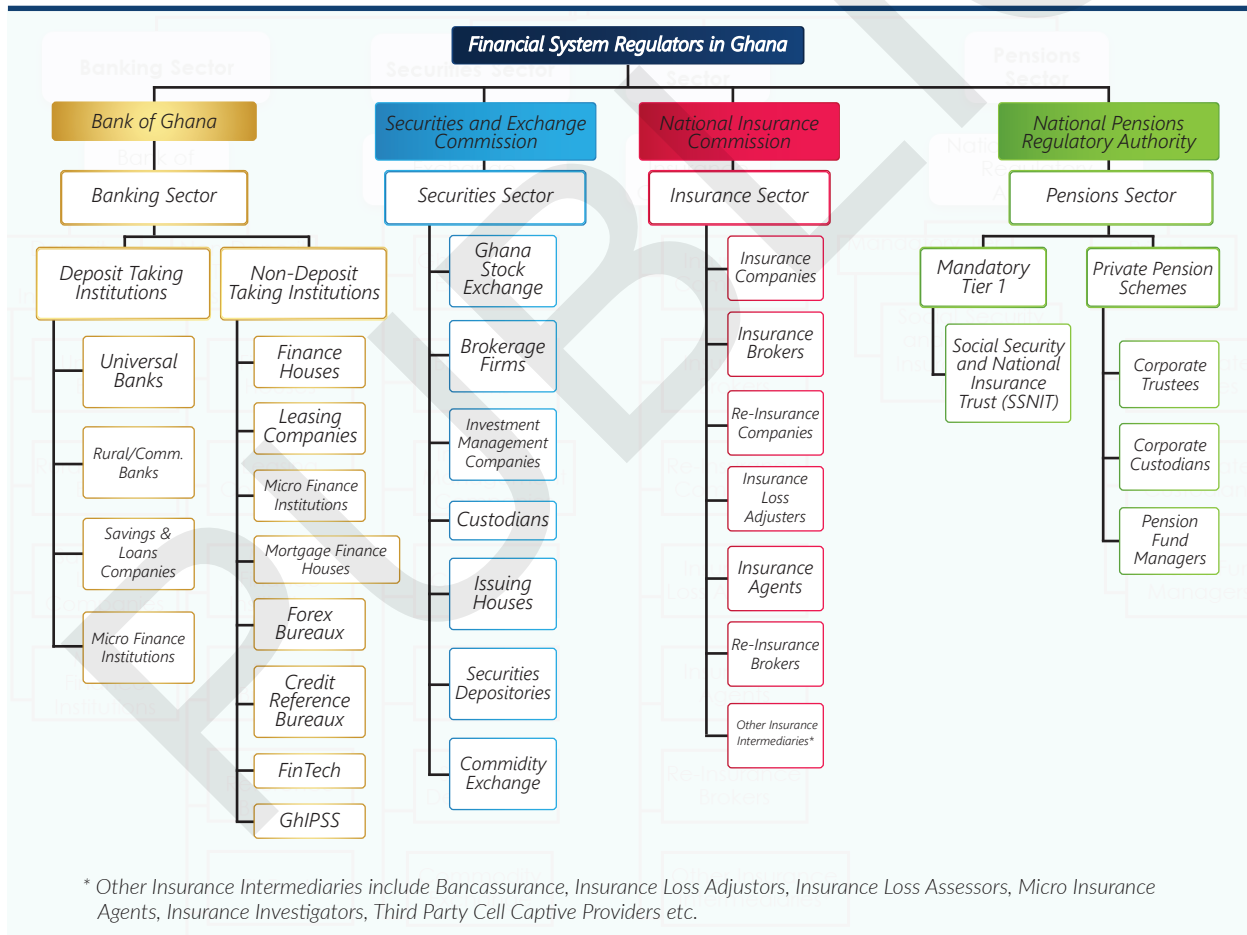 Financial System Regulators in Ghana
Bank of Ghana
Banking Sector
Deposit Taking
Institutions
Universal
Banks
Rural/Comm.
Banks
Savings &
Loans
Companies
Micro Finance
Institutions
Non-Deposit
Taking Institutions
Finance
Houses
Leasing
Companies
Micro Finance
Institutions
Mortgage Finance
Houses
Forex
Bureaux
Credit
Reference
Bureaux
FinTech
GhIPSS
Securities and Exchange
Commission
Securities Sector
Ghana
Stock
Exchange
Brokerage
Firms
Investment
Management
Companies
Custodians
Issuing
Houses
Securities
Depositories
Commidity
Exchange
National Insurance
Commission
Insurance Sector
Insurance
Companies
Insurance
Brokers
Re-Insurance
Companies
Insurance
Loss
Adjusters
Insurance
Agents
Re-Insurance
Brokers
Other Insurance
Intermediaries*
National Pensions
Regulatory Authority
Pensions Sector
Mandatory
Tier 1
Social Security
and National
Insurance
Trust (SSNIT)
Private Pension
Schemes
Corporate
Trustees
Corporate
Custodians
Pension
Fund
Managers
* Other Insurance Intermediaries include Bancassurance, Insurance Loss Adjustors, Insurance Loss Assessors, Micro Insurance
Agents, Insurance Investigators, Third Party Cell Captive Providers etc.